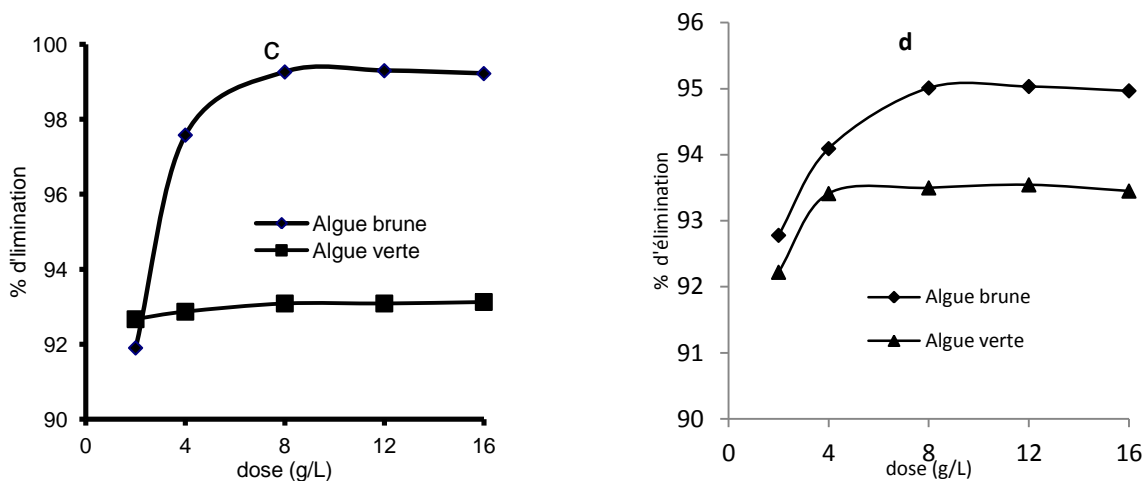 C
100
98
96
94
92
90
% d'limination
Algue brune
Algue verte
0 4 8 12 16
dose (g/L)
d
96
95
94
93
92
91
90
% d'élimination
Algue brune
Algue verte
0 4 8 12 16
dose (g/L)